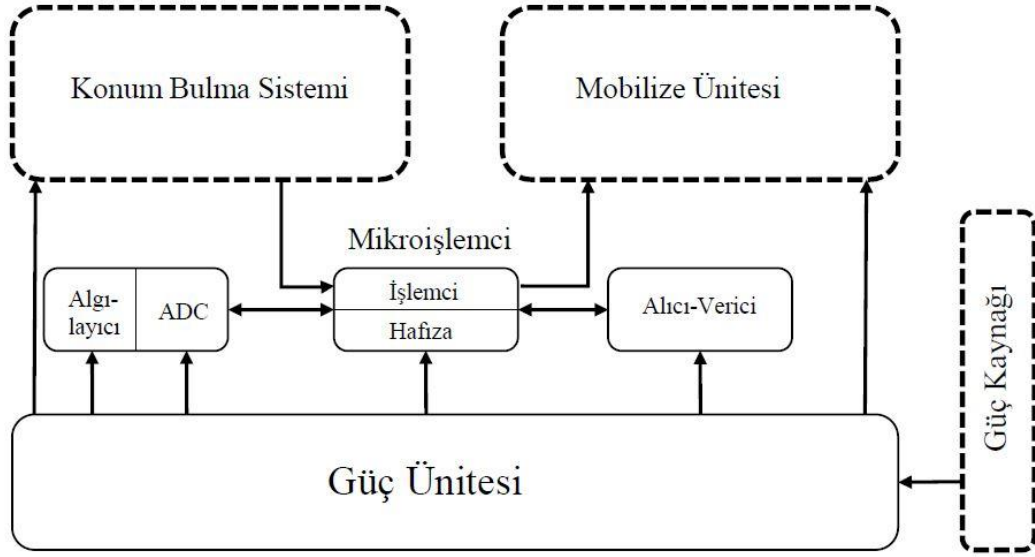 Konum Bulma Sistemi
Mobilize Ünitesi
Mikroişlemci
Algı-
layıcı
ADC
İşlemci
Hafıza
Alıcı-Verici
Güç Kaynağı
Güç Ünitesi